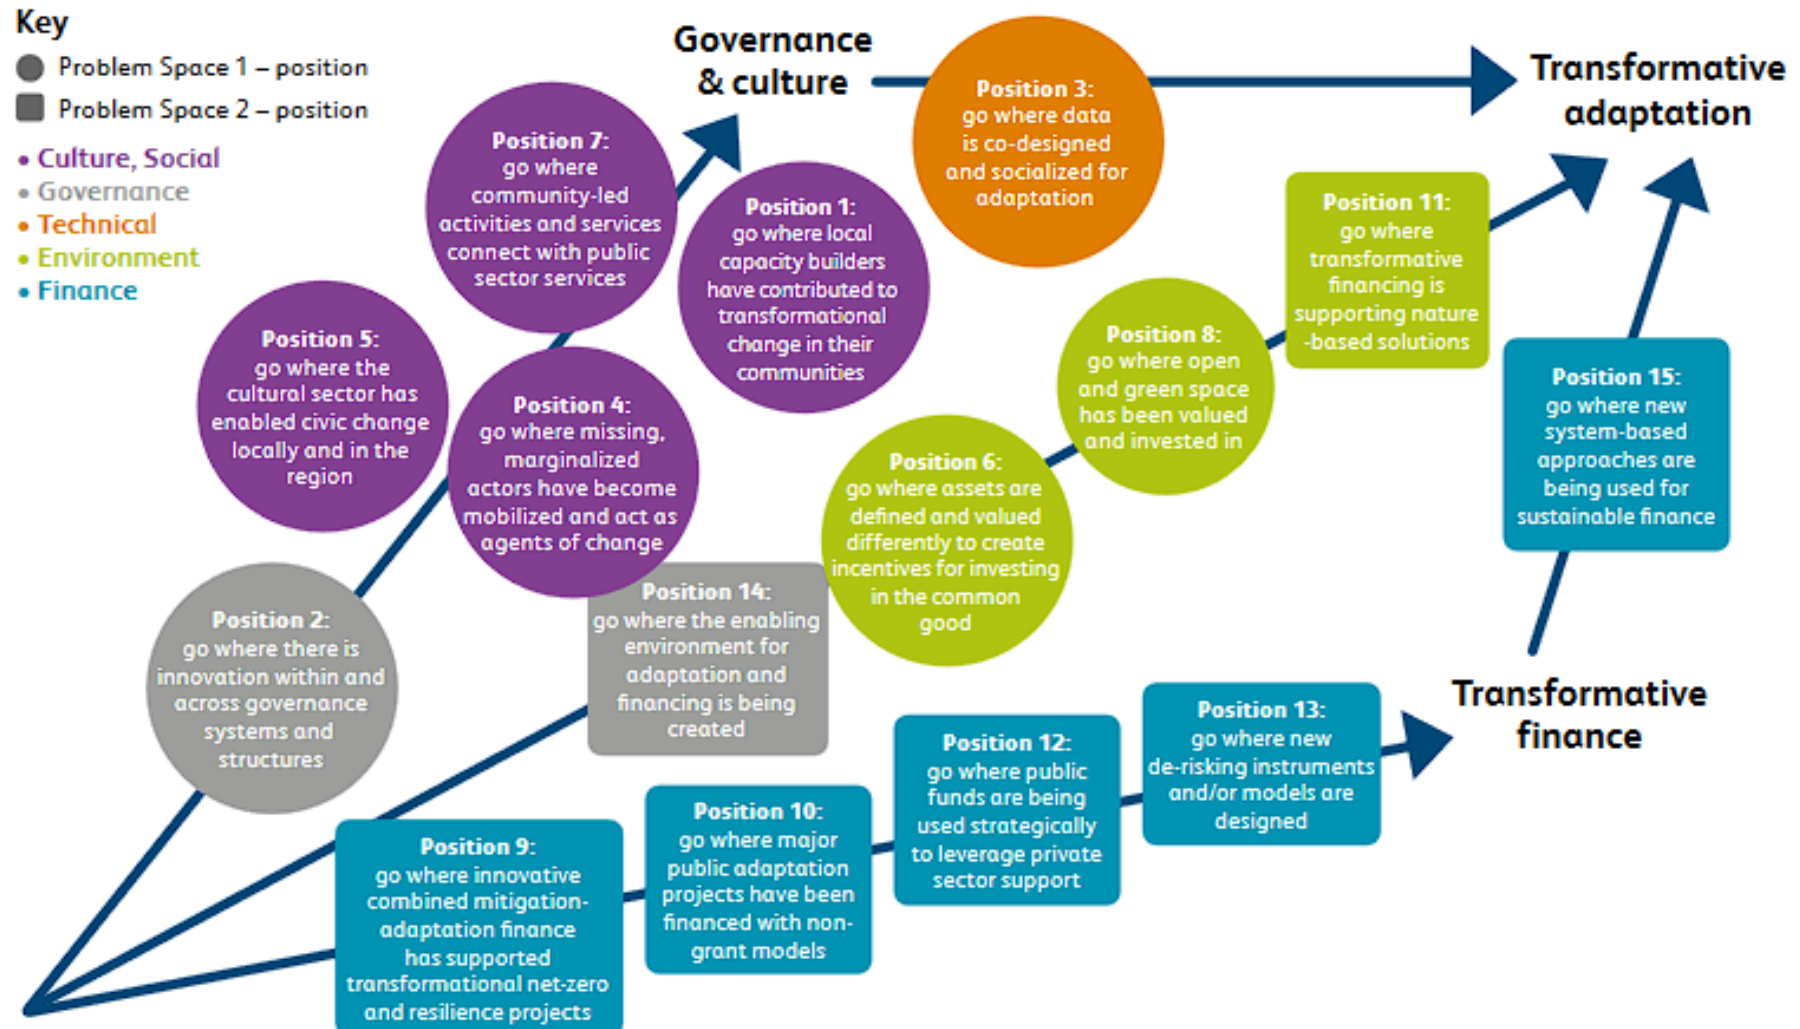 Key
Problem Space 1 – position
Problem Space 2 – position
• Culture, Social
• Governance
• Technical
• Environment
• Finance
Governance
& culture
Transformative
adaptation
Transformative
finance
Position 7:
go where
community-led
activities and services
connect with public
sector services
Position 1:
go where local
capacity builders
have contributed to
transformational
change in their
communities
Position 3:
go where data
is co-designed
and socialized for
adaptation
Position 11:
go where
transformative
financing is
supporting nature
-based solutions
Position 5:
go where the
cultural sector has
enabled civic change
locally and in the
region
Position 4:
go where missing,
marginalized
actors have become
mobilized and act as
agents of change
Position 8:
go where open
and green space
has been valued
and invested in
Position 15:
go where new
system-based
approaches are
being used for
sustainable finance
Position 6:
go where assets are
defined and valued
differently to create
incentives for investing
in the common
good
Position 2:
go where there is
innovation within and
across governance
systems and
structures
Position 14:
go where the enabling
environment for
adaptation and
financing is being
created
Position 9:
go where innovative
combined mitigation-
adaptation finance
has supported
transformational net-zero
and resilience projects
Position 10:
go where major
public adaptation
projects have been
financed with non-
grant models
Position 12:
go where public
funds are being
used strategically
to leverage private
sector support
Position 13:
go where new
de-risking instruments
and/or models are
designed